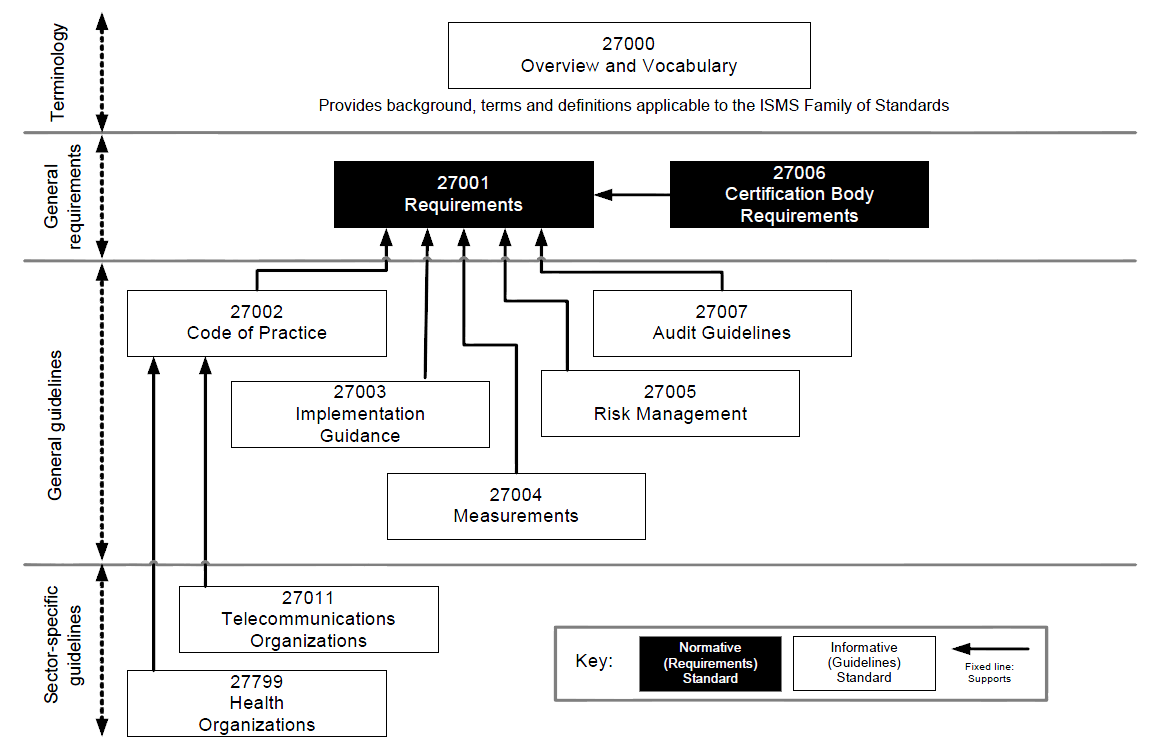 Terminology
27000
Overview and Vocabulary
Provides background, terms and definitions applicable to the ISMS Family of Standards
General
requirements
27001
Requirements
27006
Certification Body
Requirements
General guidelines
27002
Code of Practice
27007
Audit Guidelines
27003
Implementation
Guidance
27005
Risk Management
27004
Measurements
Sector-specific
guidelines
27011
Telecommunications
Organizations
27799
Health
Organizations
Key:
Normative
(Requirements)
Standard
Informative
(Guidelines)
Standard
Fixed line:
Supports